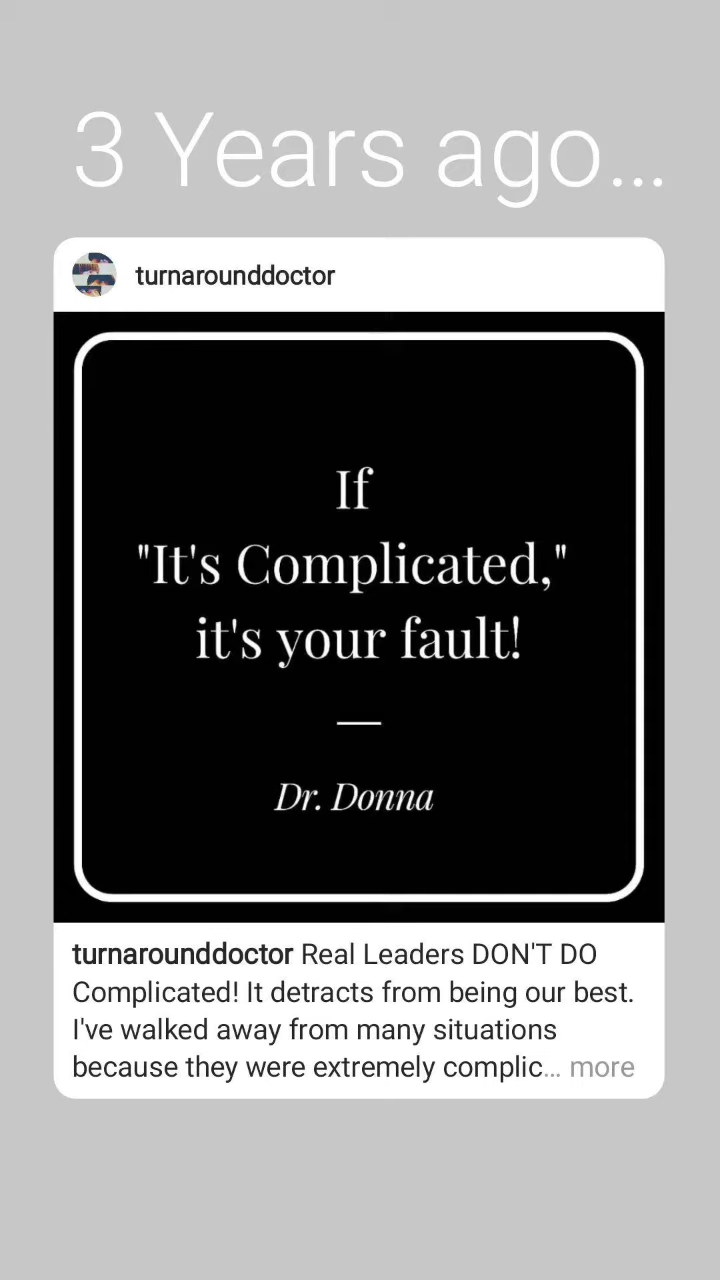 3 Years ago...
turnarounddoctor
If
"It's Complicated,"
it's your fault!
Dr. Donna
turnarounddoctor Real Leaders DON'T DO
Complicated! It detracts from being our best.
I've walked away from many situations
because they were extremely complic... more